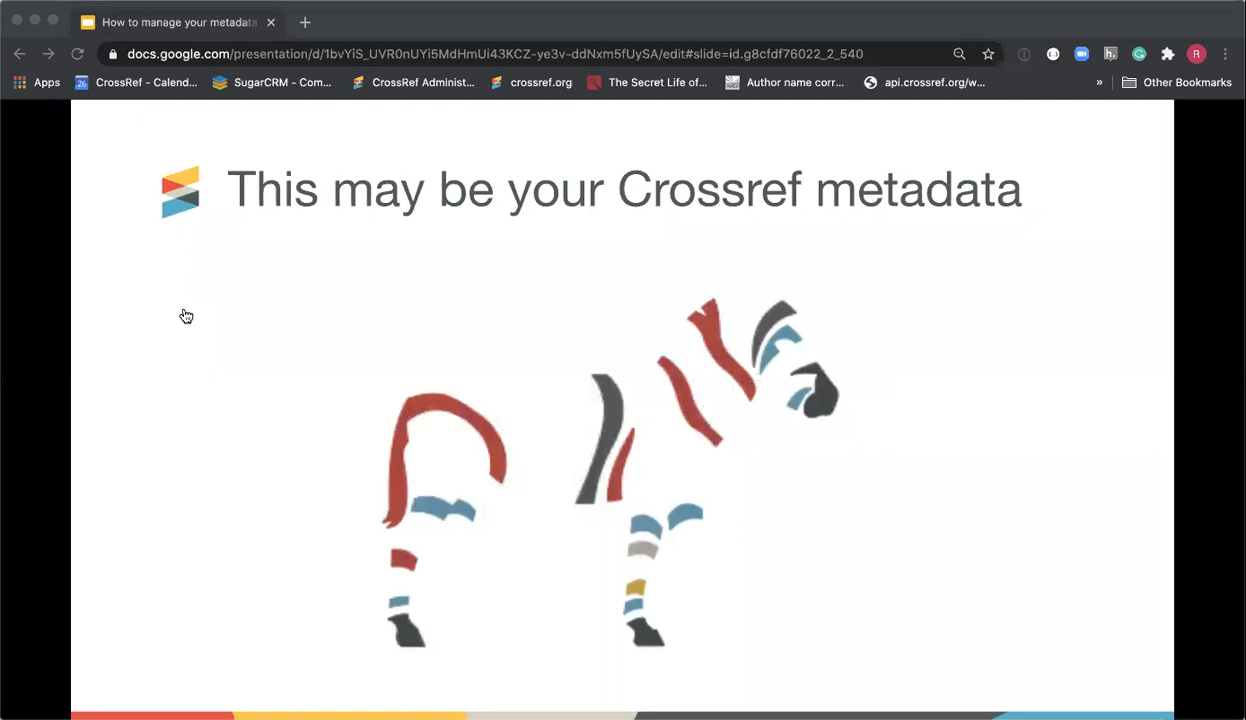 How to manage your metadata
docs.google.com/presentation/d/1bvYiS_UVR0nUYi5MdHmUi43KCZ-ye3v-ddNxm5fUySA/edit#slide=id.g8cfdf76022_2_540
R
Apps
26
CrossRef - Calend...
SugarCRM – Com...
CrossRef Administ...
crossref.org
The Secret Life of...
Author name corr...
api.crossref.org/w...
»
Other Bookmarks
This may be your Crossref metadata